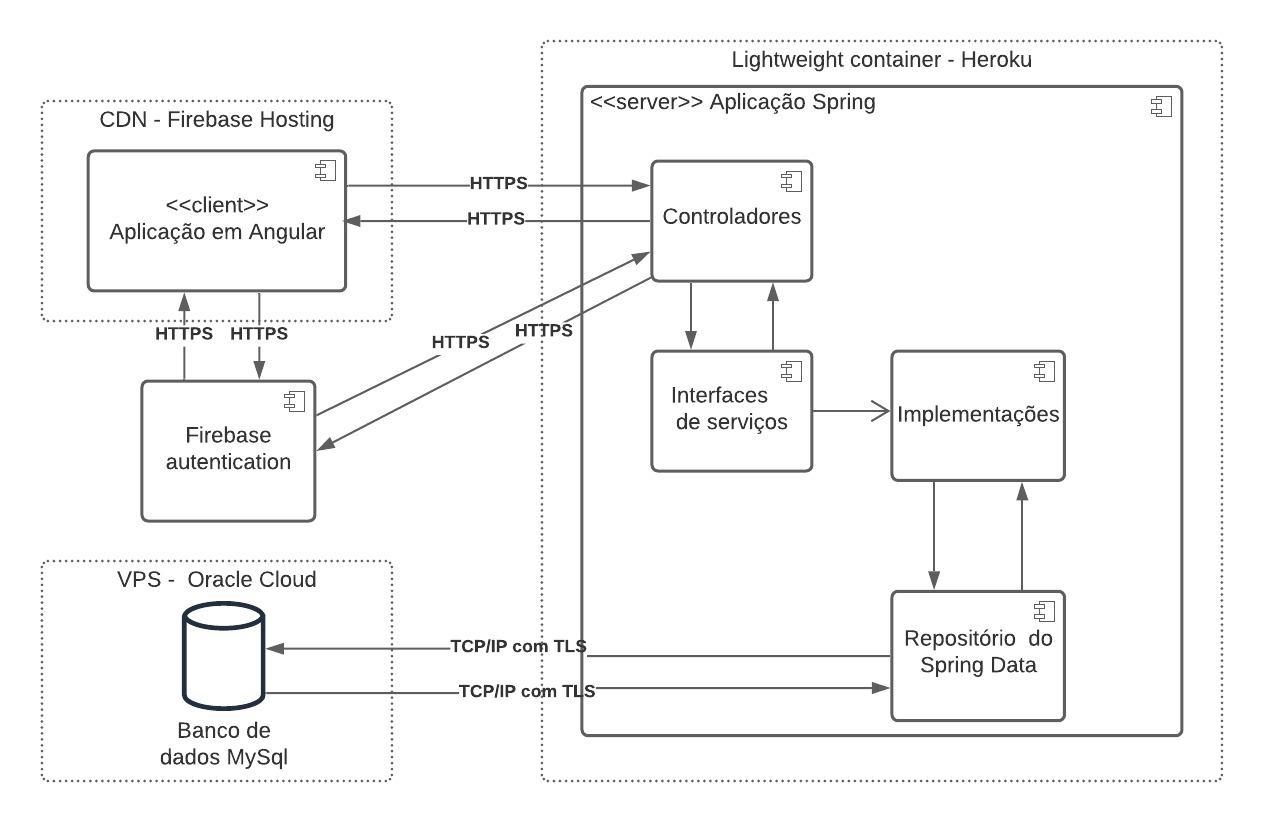 Lightweight container - Heroku
<<server>> Aplicação Spring
CDN - Firebase Hosting
<<client>>
Aplicação em Angular
HTTPS
HTTPS
Controladores
HTTPS
HTTPS
HTTPS
HTTPS
Firebase
autentication
Interfaces
de serviços
Implementações
VPS - Oracle Cloud
TCP/IP com TLS
TCP/IP com TLS
Repositório do
Spring Data
Banco de
dados MySql